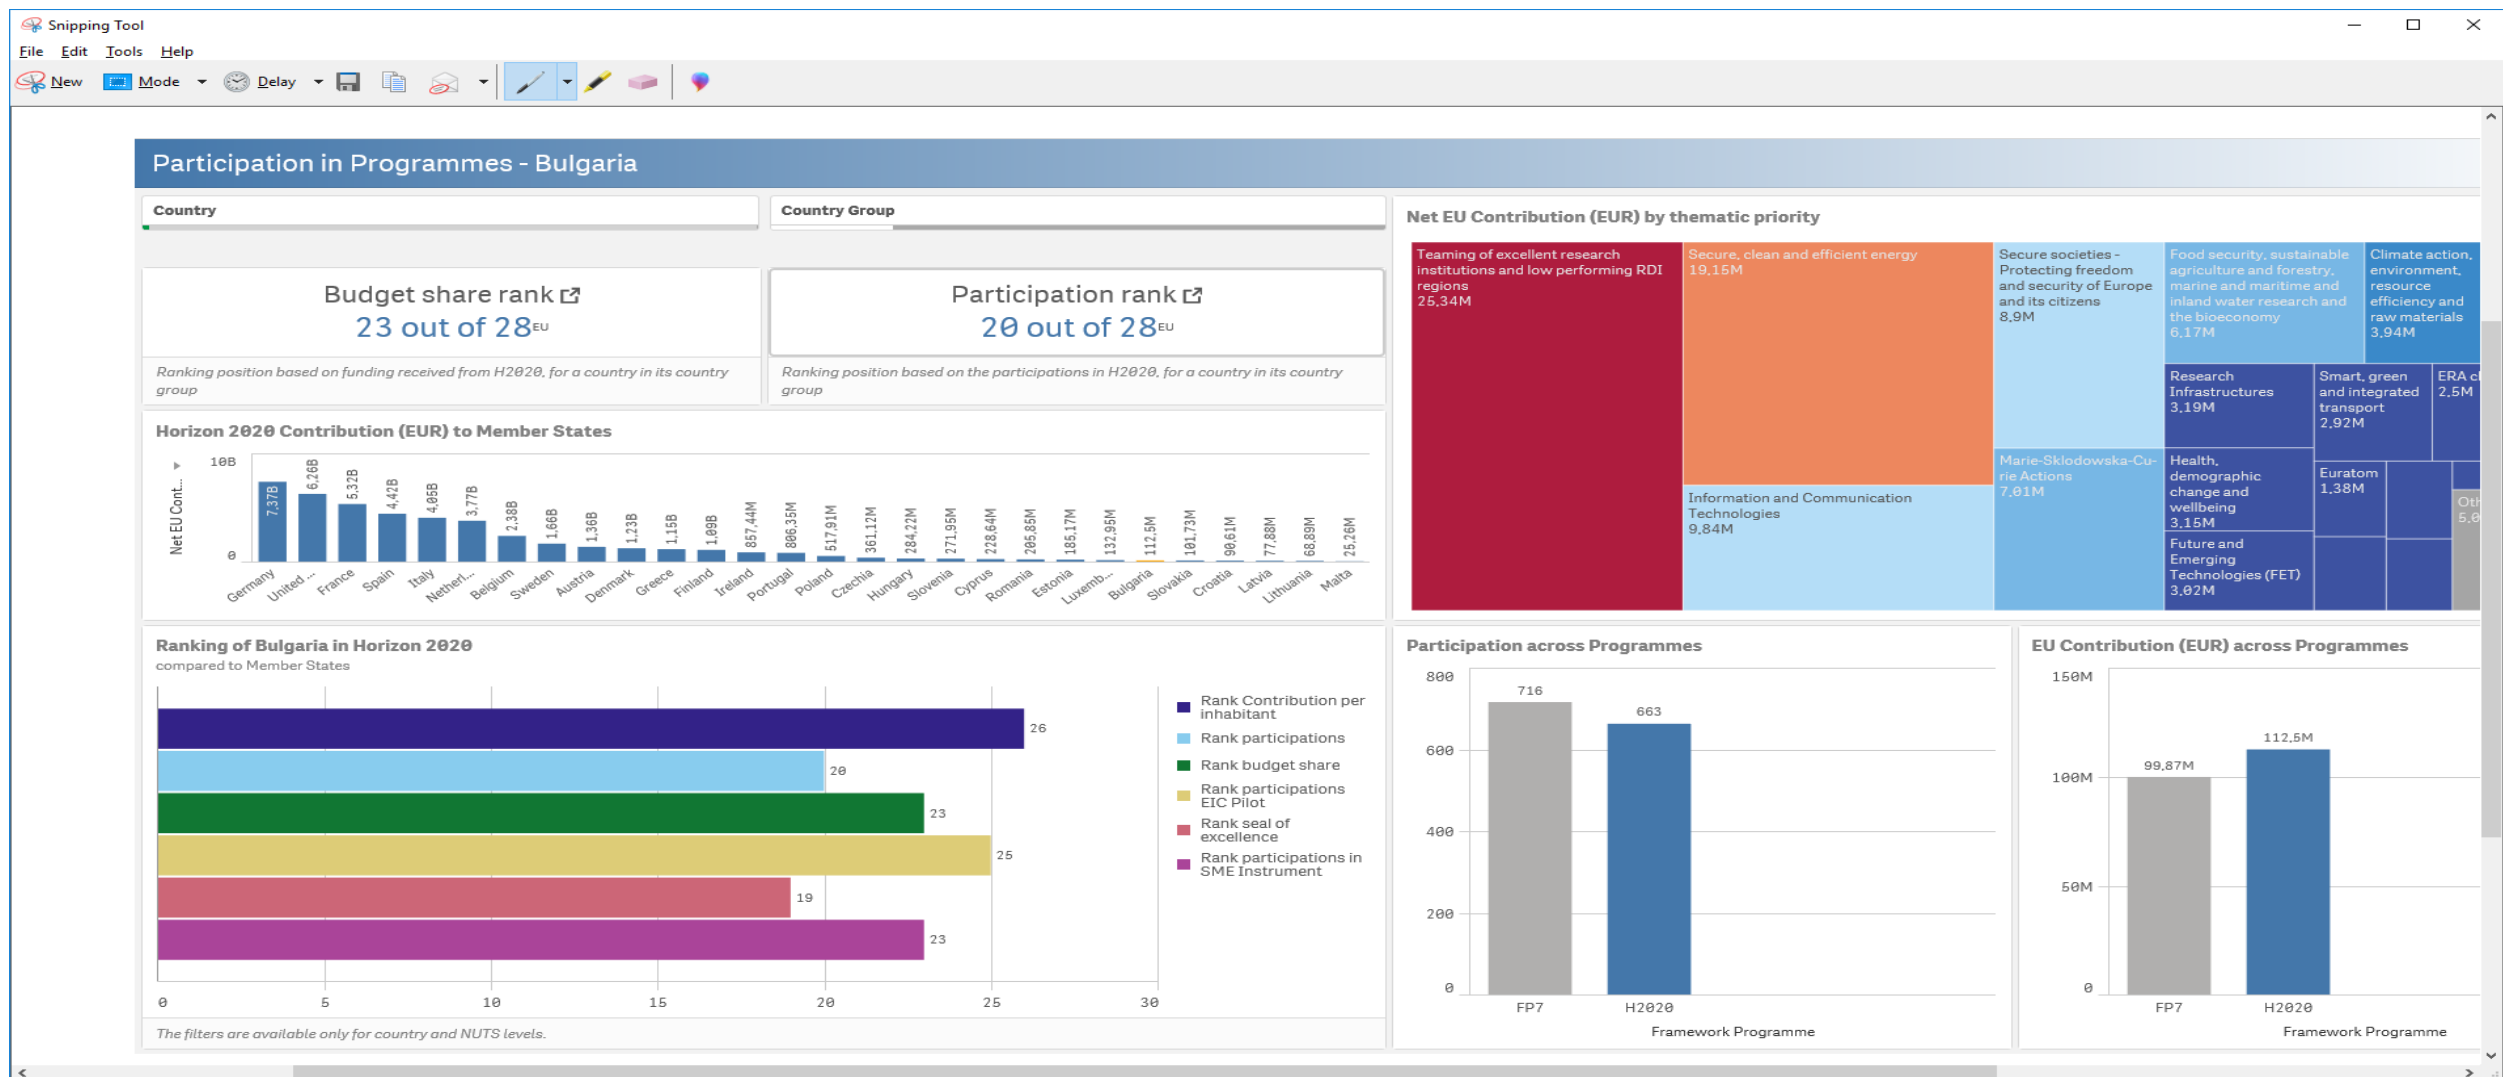 Snipping Tool
File Edit Tools Help
New Mode Delay
Participation in Programmes - Bulgaria
Country
Country Group
Budget share rank
23 out of 28 EU
Ranking position based on funding received from H2020, for a country in its country
group
Participation rank
20 out of 28 EU
Ranking position based on the participations in H2020, for a country in its country
group
Horizon 2020 Contribution (EUR) to Member States
Net EU Cont...
10B
0
7,37B
6,26B
5,32B
4,42B
4,05B
3,77B
2,38B
1,66B
1,36B
1,23B
1,15B
1,09B
857,44M
806,35M
517,91M
361,12M
284,22M
271,95M
228,64M
205,85M
185,17M
132,95M
112,5M
101,73M
90,61M
77,88M
68,89M
25,26M
Germany
United ...
France
Spain
Italy
Netherl...
Belgium
Sweden
Austria
Denmark
Greece
Finland
Ireland
Portugal
Poland
Czechia
Hungary
Slovenia
Cyprus
Romania
Estonia
Luxemb...
Bulgaria
Slovakia
Croatia
Latvia
Lithuania
Malta
Net EU Contribution (EUR) by thematic priority
Teaming of excellent research
institutions and low performing RDI
regions
25,34M
Secure, clean and efficient energy
19,15M
Information and Communication
Technologies
9,84M
Secure societies -
Protecting freedom
and security of Europe
and its citizens
8,9M
Marie-Sklodowska-Cu-
rie Actions
7,01M
Food security, sustainable
agriculture and forestry,
marine and maritime and
inland water research and
the bioeconomy
6,17M
Climate action,
environment,
resource
efficiency and
raw materials
3,94M
Research
Infrastructures
3,19M
Smart, green
and integrated
transport
2,92M
ERA
2,5M
Health,
demographic
change and
wellbeing
3,15M
Euratom
1,38M
Future and
Emerging
Technologies (FET)
3,02M
Ranking of Bulgaria in Horizon 2020
compared to Member States
26
20
23
25
19
23
0 5 10 15 20 25 30
Rank Contribution per
inhabitant
Rank participations
Rank budget share
Rank participations
EIC Pilot
Rank seal of
excellence
Rank participations in
SME Instrument
The filters are available only for country and NUTS levels.
Participation across Programmes
800
600
400
200
0
716
663
FP7 H2020
Framework Programme
EU Contribution (EUR) across Programmes
150M
100M
50M
0
99,87M
112,5M
FP7 H2020
Framework Programme